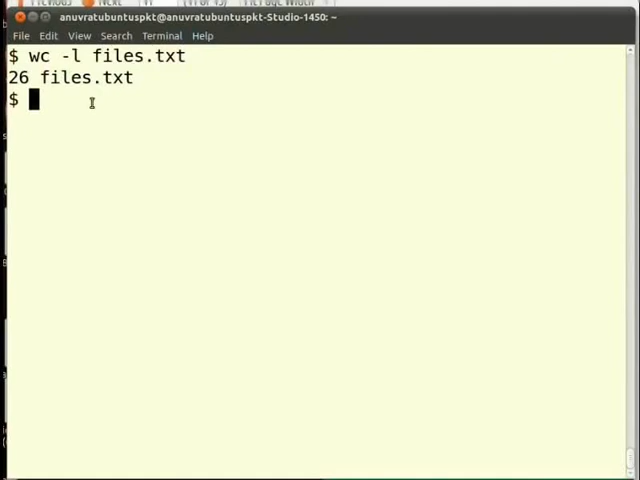 anuvratubuntuspkt@anuvratubuntuspkt-Studio-1450: ~
File Edit View Search Terminal Help
$ wc -l files.txt
26 files.txt
$